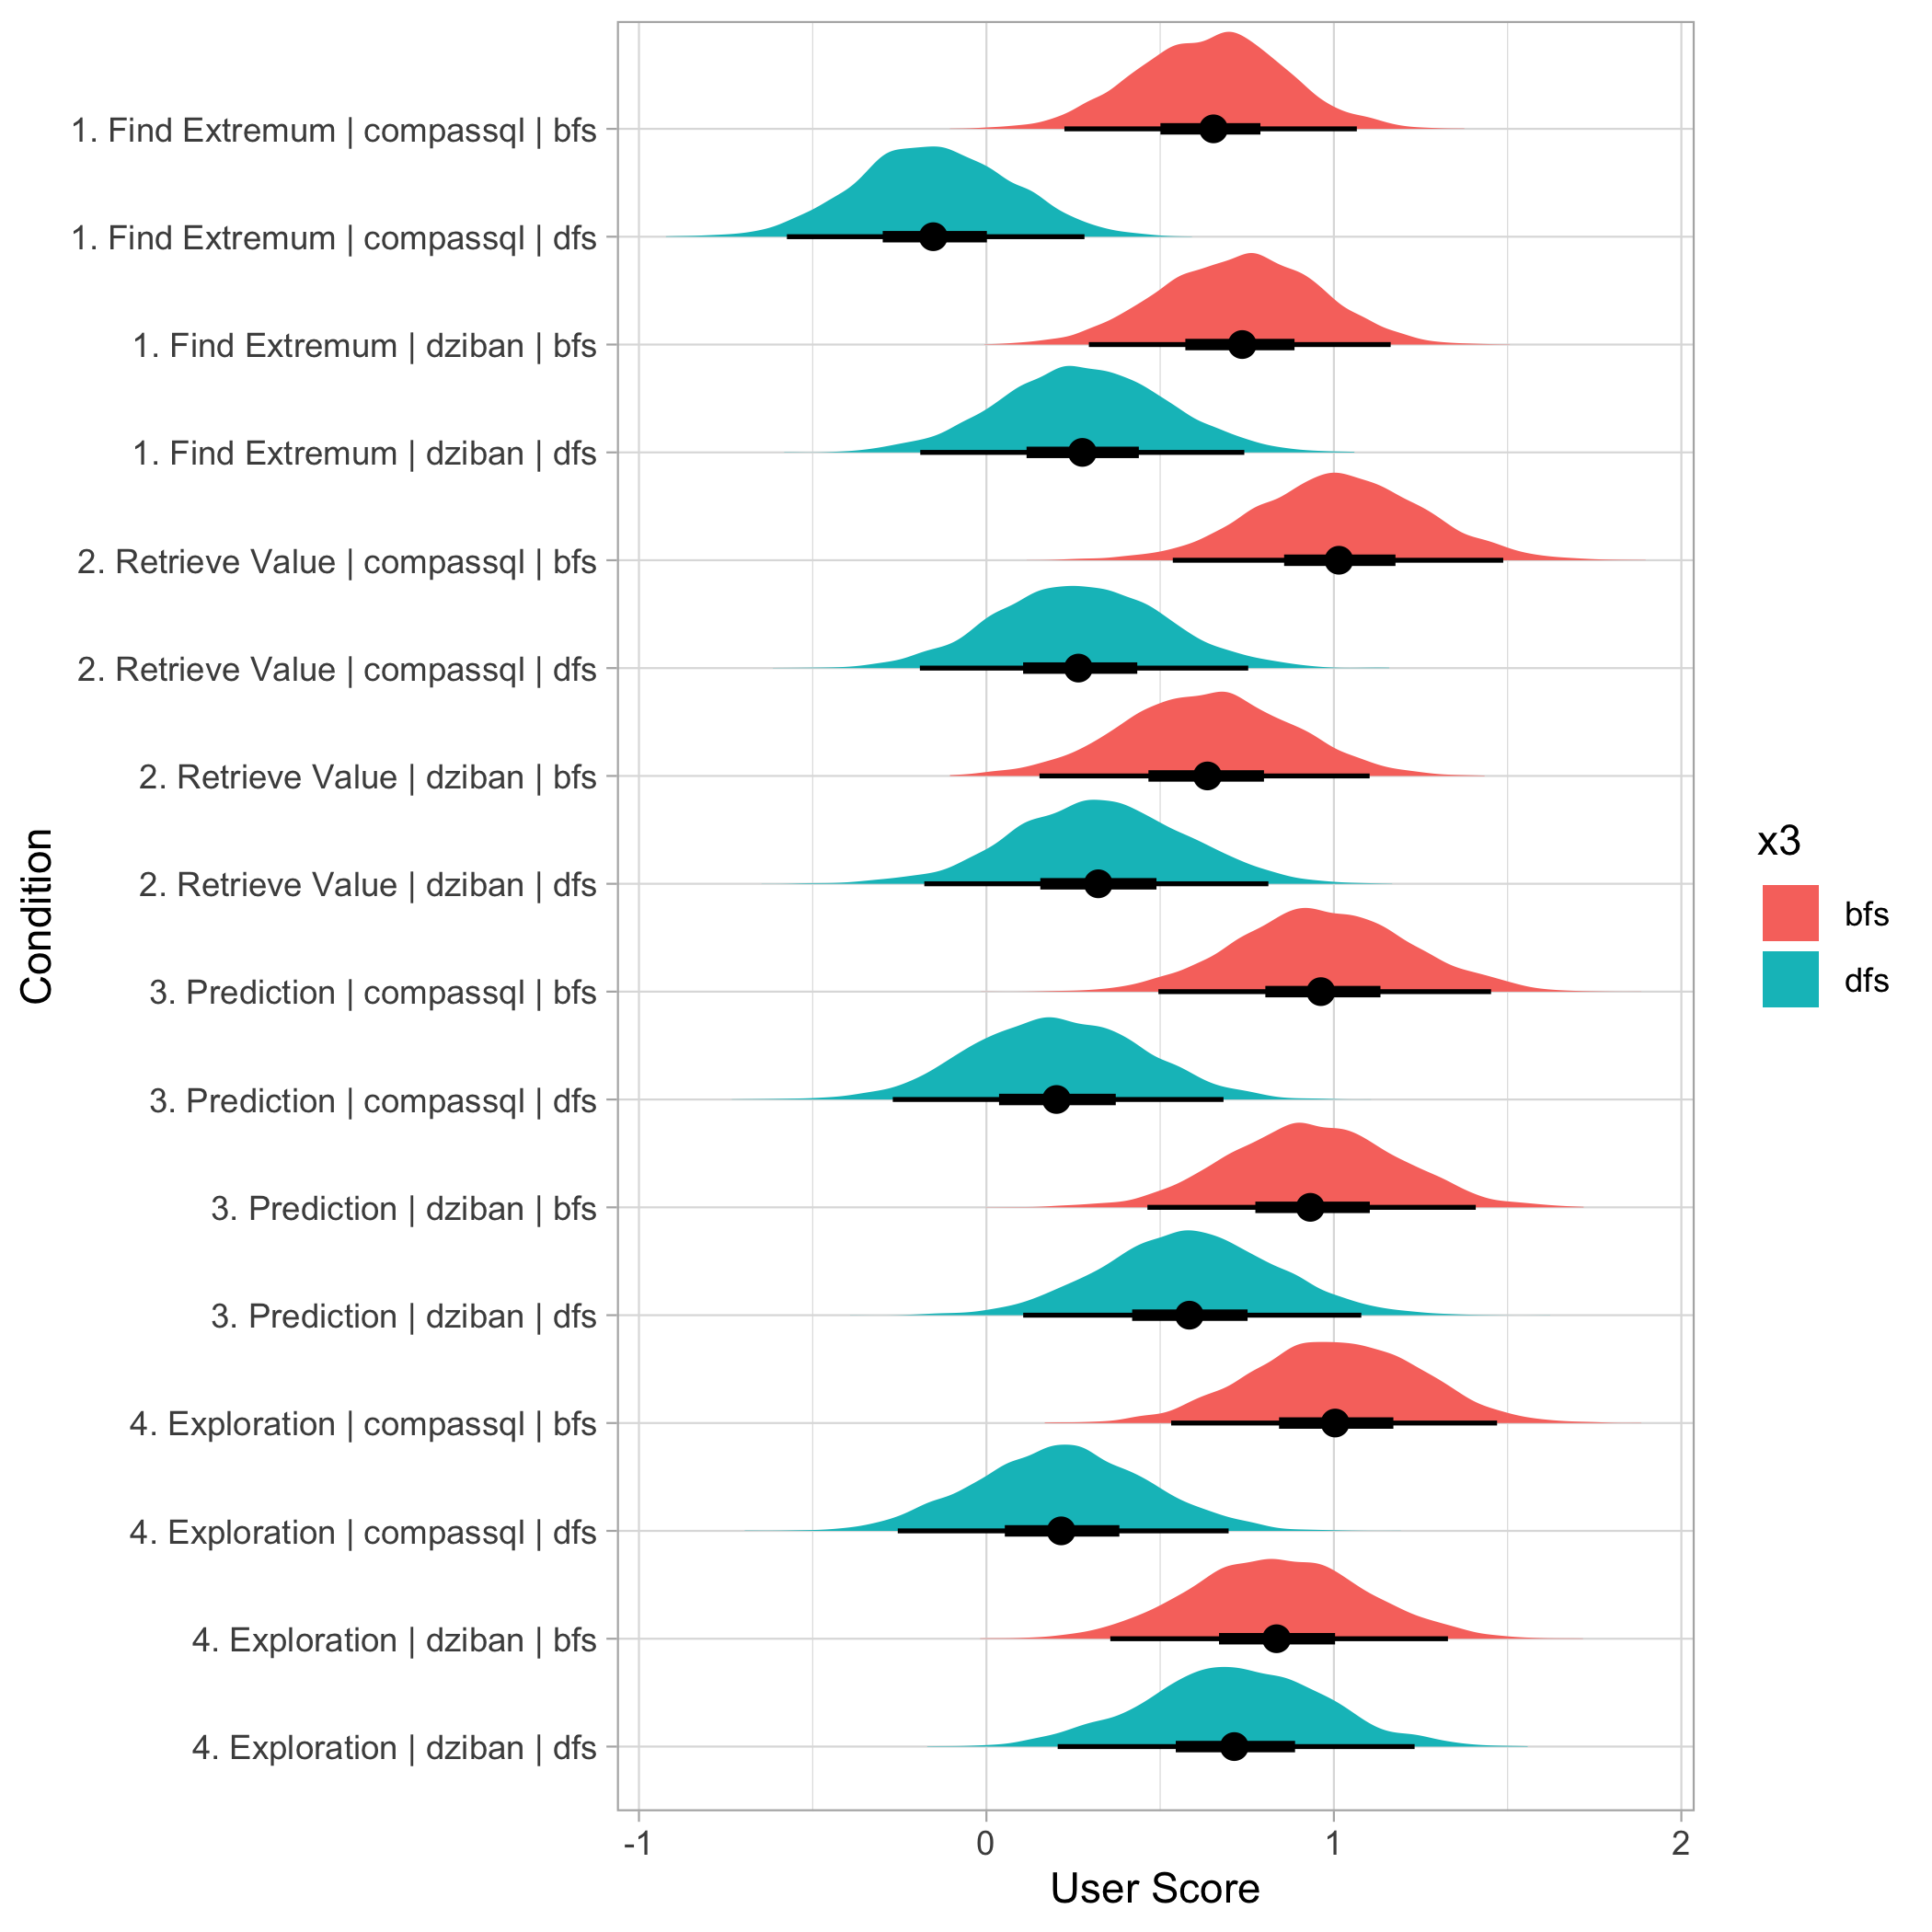 1. Find Extremum | compassql | bfs
1. Find Extremum | compassql | dfs
1. Find Extremum | dziban | bfs
1. Find Extremum | dziban | dfs
2. Retrieve Value | compassql | bfs
2. Retrieve Value | compassql | dfs
2. Retrieve Value | dziban | bfs
2. Retrieve Value | dziban | dfs
3. Prediction | compassql | bfs
3. Prediction | compassql | dfs
3. Prediction | dziban | bfs
3. Prediction | dziban | dfs
4. Exploration | compassql | bfs
4. Exploration | compassql | dfs
4. Exploration | dziban | bfs
4. Exploration | dziban | dfs
Condition
-1 0 1 2
User Score
x3
bfs
dfs